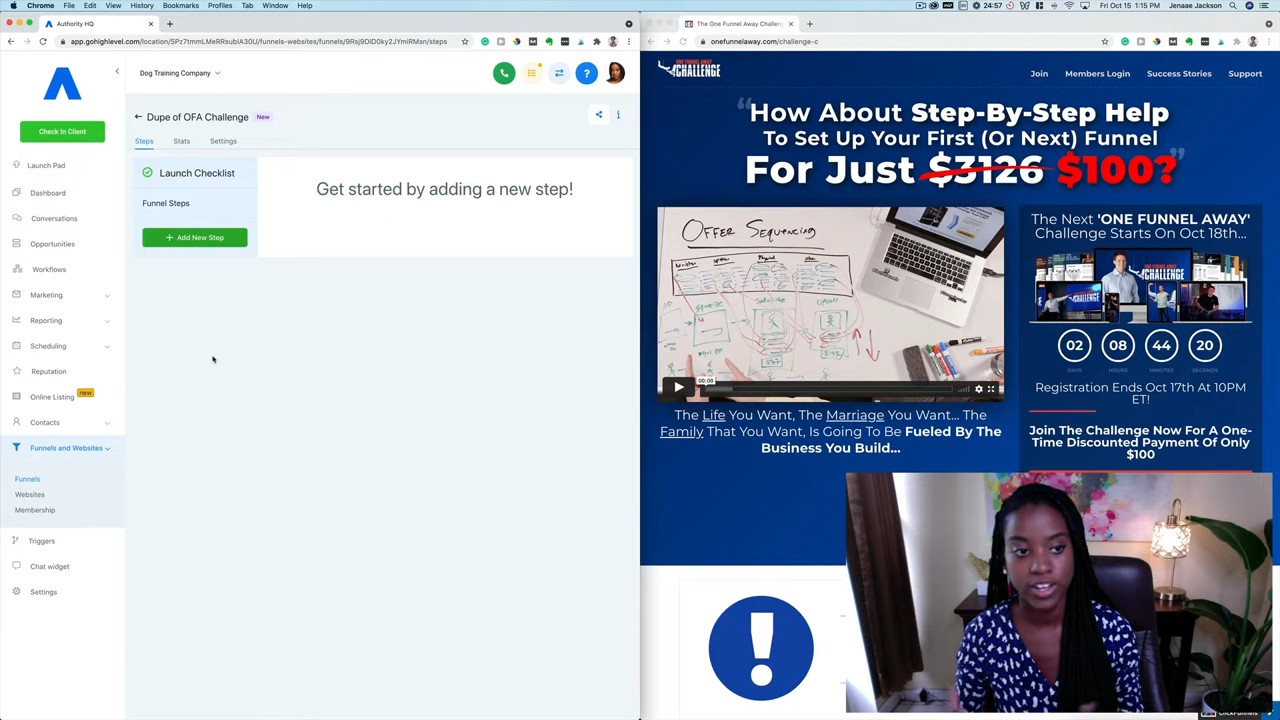 Chrome File Edit View History Bookmarks Profiles Tab Window Help
24:57 Fri Oct 15 1:15 PM Jenaae Jackson
Authority HQ
app.gohighlevel.com/location/SPz7tmmLMeRRsublA30U/funnels-websites/funnels/9Rsj9DID0ky2JYmiRMsn/steps
Check In Client
Launch Pad
Dashboard
Conversations
Opportunities
Workflows
Marketing
Reporting
Scheduling
Reputation
Online Listing new
Contacts
Funnels and Websites
Funnels
Websites
Membership
Triggers
Chat widget
Settings
Dog Training Company
Dupe of OFA Challenge New
Steps Stats Settings
Launch Checklist
Funnel Steps
+ Add New Step
Get started by adding a new step!
The One Funnel Away Challen
onefunnelaway.com/challenge-c
CHALLENGE
Join Members Login Success Stories Support
“How About Step-By-Step Help
To Set Up Your First (Or Next) Funnel
For Just $3126 $100?”
OFFER SEQUENCING
00:00
The Life You Want, The Marriage You Want... The
Family That You Want, Is Going To Be Fueled By The
Business You Build...
The Next 'ONE FUNNEL AWAY'
Challenge Starts On Oct 18th...
CHALLENGE
02 08 44 20
DAYS HOURS MINUTES SECONDS
Registration Ends Oct 17th At 10PM
ET!
Join The Challenge Now For A One-
Time Discounted Payment Of Only
$100